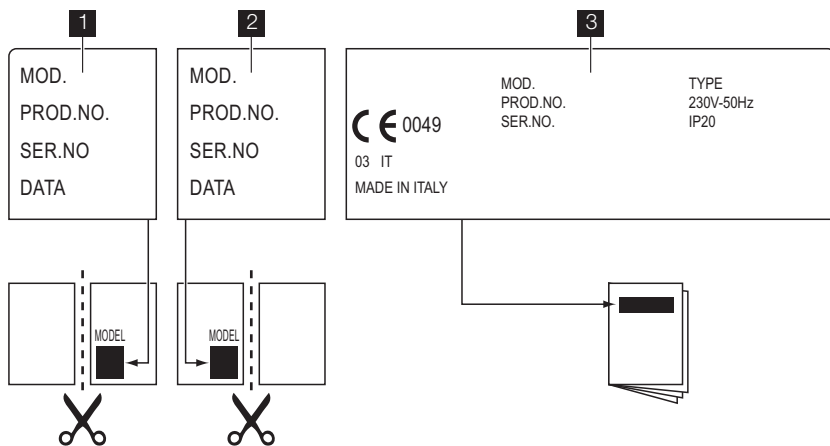 1
MOD.
PROD.NO.
SER.NO
DATA
MODEL
2
MOD.
PROD.NO.
SER.NO
DATA
MODEL
3
CE 0049
03 IT
MADE IN ITALY
MOD.
PROD.NO.
SER.NO.
TYPE
230V-50Hz
IP20